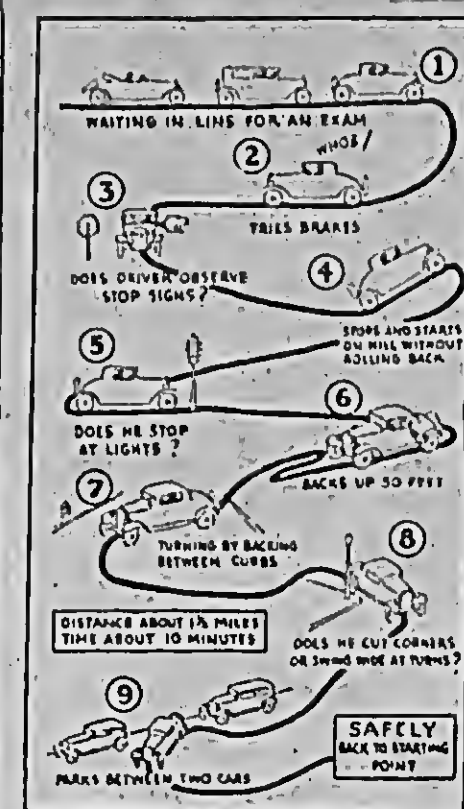 1
WAITING IN LINE FOR AN EXAM
2
WHOA!
TRIES BRAKES
3
DOES DRIVER OBSERVE
STOP SIGNS?
4
STOPS AND STARTS
ON HILL WITHOUT
ROLLING BACK
5
DOES HE STOP
AT LIGHTS?
6
BACKS UP 50 FEET
7
TURNING BY BACKING
BETWEEN CURBS
8
DOES HE CUT CORNERS
OR SWING WIDE AT TURNS?
DISTANCE ABOUT 1½ MILES
TIME ABOUT 10 MINUTES
9
PARKS BETWEEN TWO CARS
SAFELY
BACK TO STARTING
POINT